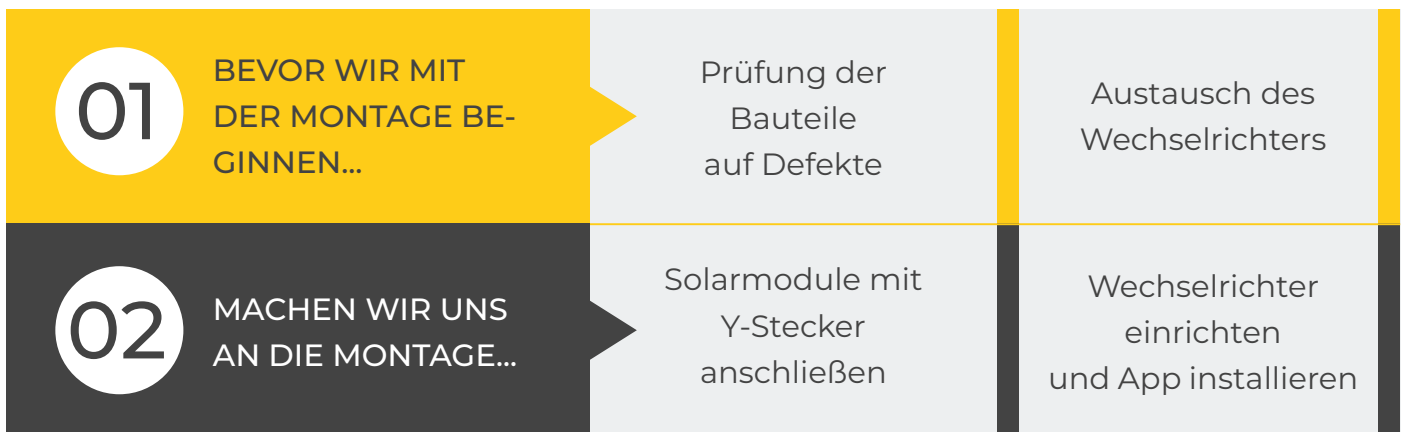 01
BEVOR WIR MIT
DER MONTAGE BE-
GINNEN...
Prüfung der
Bauteile
auf Defekte
Austausch des
Wechselrichters
02
MACHEN WIR UNS
AN DIE MONTAGE...
Solarmodule mit
Y-Stecker
anschließen
Wechselrichter
einrichten
und App installieren